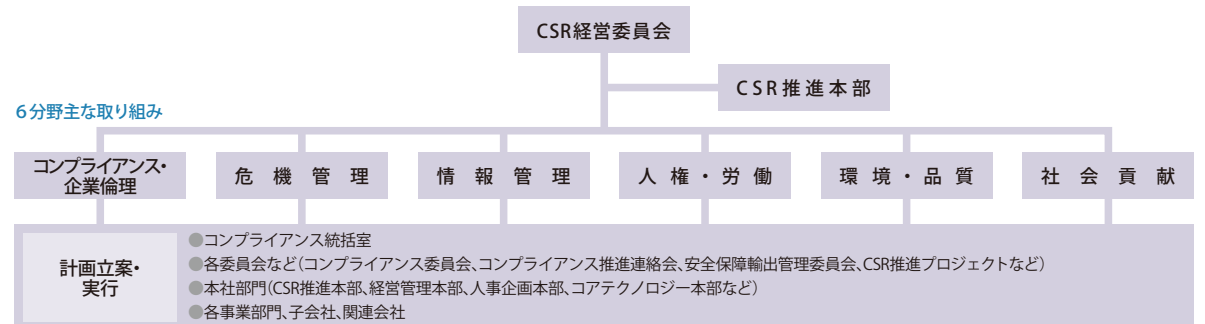 CSR経営委員会
CSR推進本部
6分野主な取り組み
コンプライアンス・
企業倫理
危機管理
情報管理
人権・労働
環境・品質
社会貢献
計画立案・
実行
●コンプライアンス統括室
●各委員会など(コンプライアンス委員会、コンプライアンス推進連絡会、安全保障輸出管理委員会、CSR推進プロジェクトなど)
●本社部門(CSR推進本部、経営管理本部、人事企画本部、コアテクノロジー本部など)
●各事業部門、子会社、関連会社